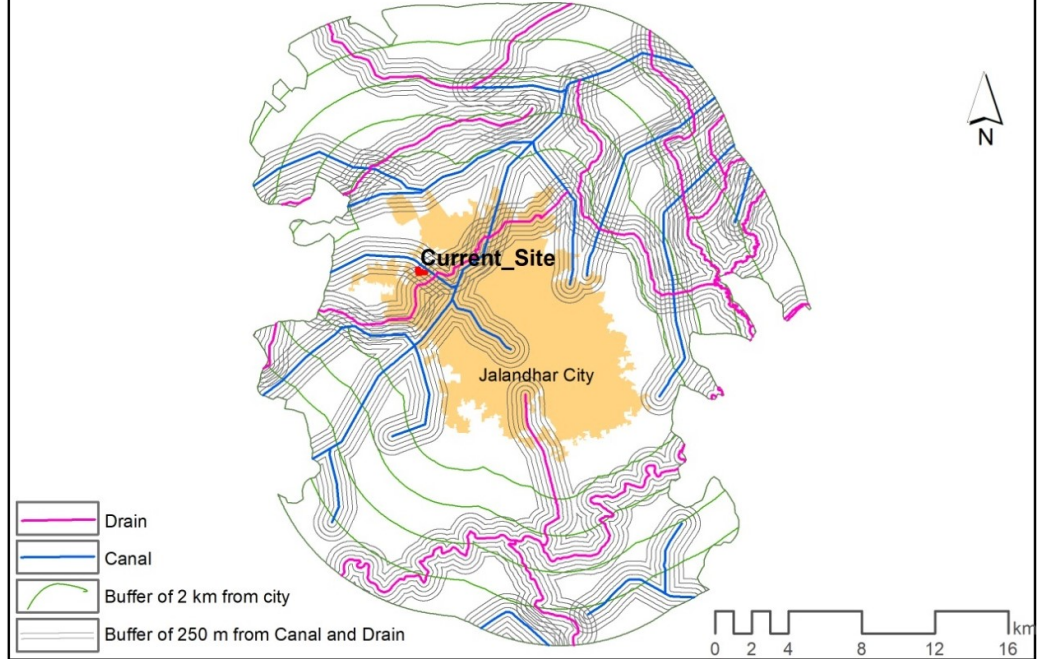 N
Current_Site
Jalandhar City
Drain
Canal
Buffer of 2 km from city
Buffer of 250 m from Canal and Drain
km
0 2 4 8 12 16